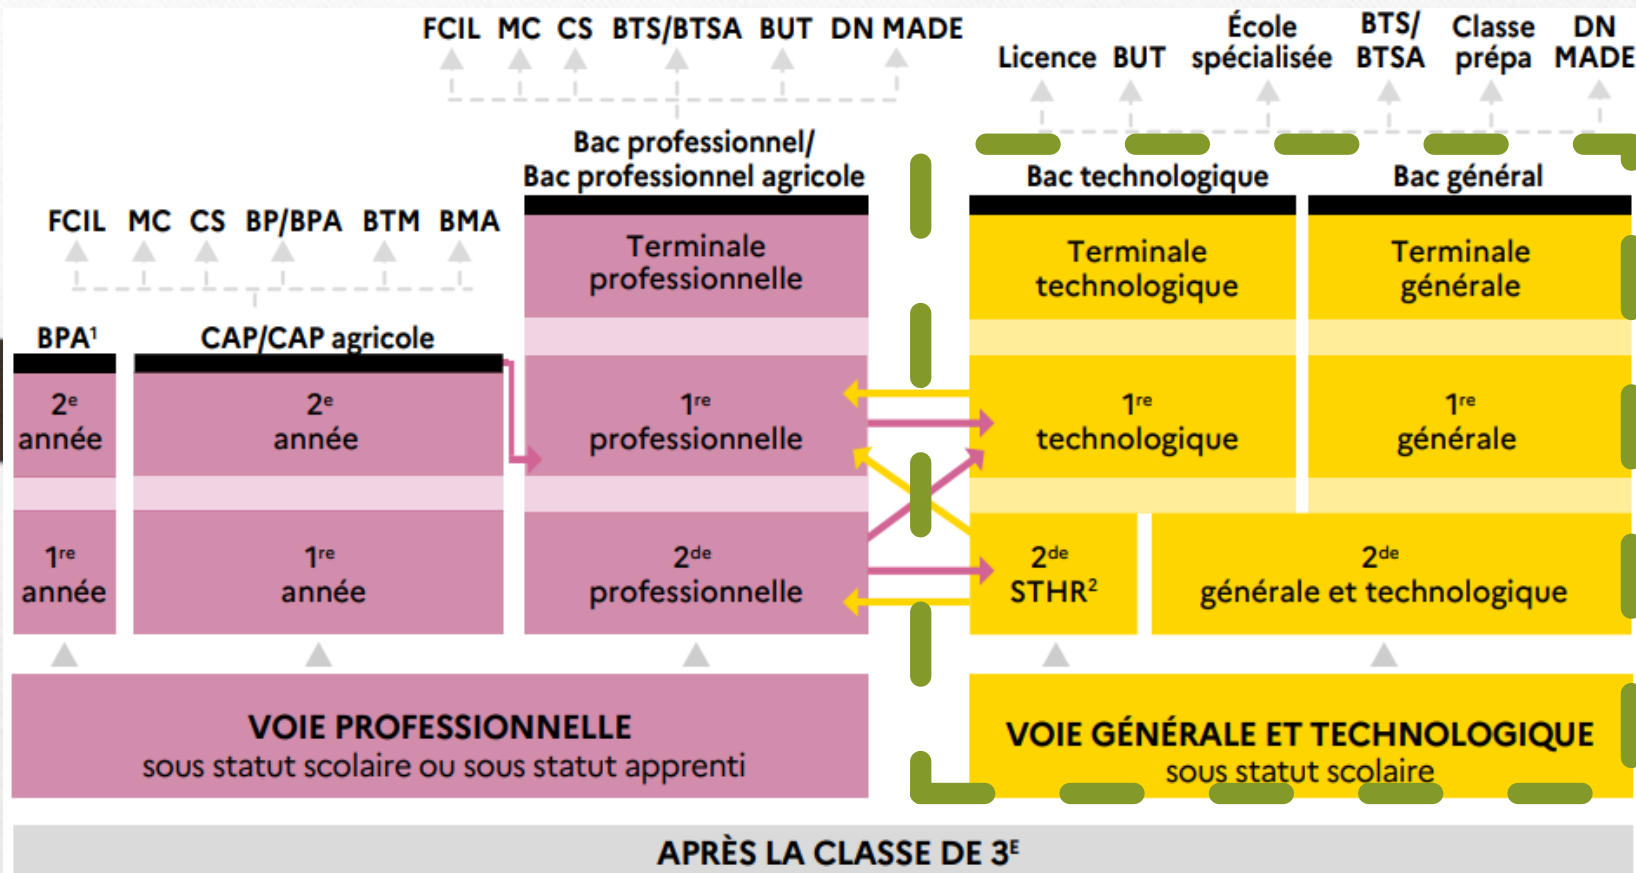 FCIL MC CS BTS/BTSA BUT DN MADE
Licence BUT École spécialisée BTS/BTSA Classe prépa DN MADE
Bac professionnel/
Bac professionnel agricole
Bac technologique
Bac général
FCIL MC CS BP/BPA BTM BMA
BPA¹
CAP/CAP agricole
Terminale
professionnelle
Terminale
technologique
Terminale
générale
2e
année
2e
année
1re
professionnelle
1re
technologique
1re
générale
1re
année
1re
année
2de
professionnelle
2de
STHR²
2de
générale et technologique
VOIE PROFESSIONNELLE
sous statut scolaire ou sous statut apprenti
VOIE GÉNÉRALE ET TECHNOLOGIQUE
sous statut scolaire
APRÈS LA CLASSE DE 3E